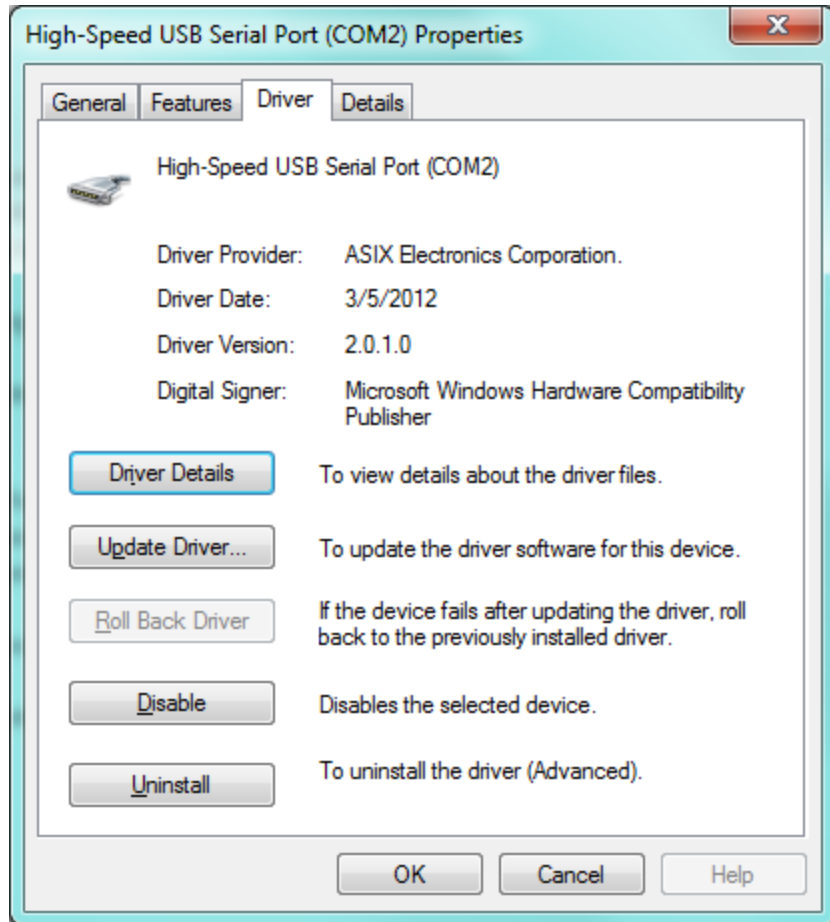 High-Speed USB Serial Port (COM2) Properties
General Features Driver Details
High-Speed USB Serial Port (COM2)
Driver Provider: ASIX Electronics Corporation.
Driver Date: 3/5/2012
Driver Version: 2.0.1.0
Digital Signer: Microsoft Windows Hardware Compatibility
Publisher
Driver Details To view details about the driver files.
Update Driver... To update the driver software for this device.
Roll Back Driver If the device fails after updating the driver, roll
back to the previously installed driver.
Disable Disables the selected device.
Uninstall To uninstall the driver (Advanced).
OK Cancel Help